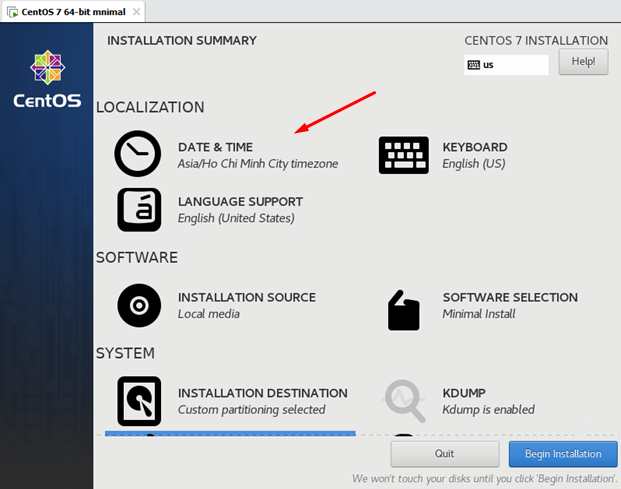 CentOS 7 64-bit mnimal
INSTALLATION SUMMARY
CENTOS 7 INSTALLATION
us
Help!
CentOS
LOCALIZATION
DATE & TIME
Asia/Ho Chi Minh City timezone
KEYBOARD
English (US)
á
LANGUAGE SUPPORT
English (United States)
SOFTWARE
INSTALLATION SOURCE
Local media
SOFTWARE SELECTION
Minimal Install
SYSTEM
INSTALLATION DESTINATION
Custom partitioning selected
KDUMP
Kdump is enabled
Quit
Begin Installation
We won't touch your disks until you click 'Begin Installation'.